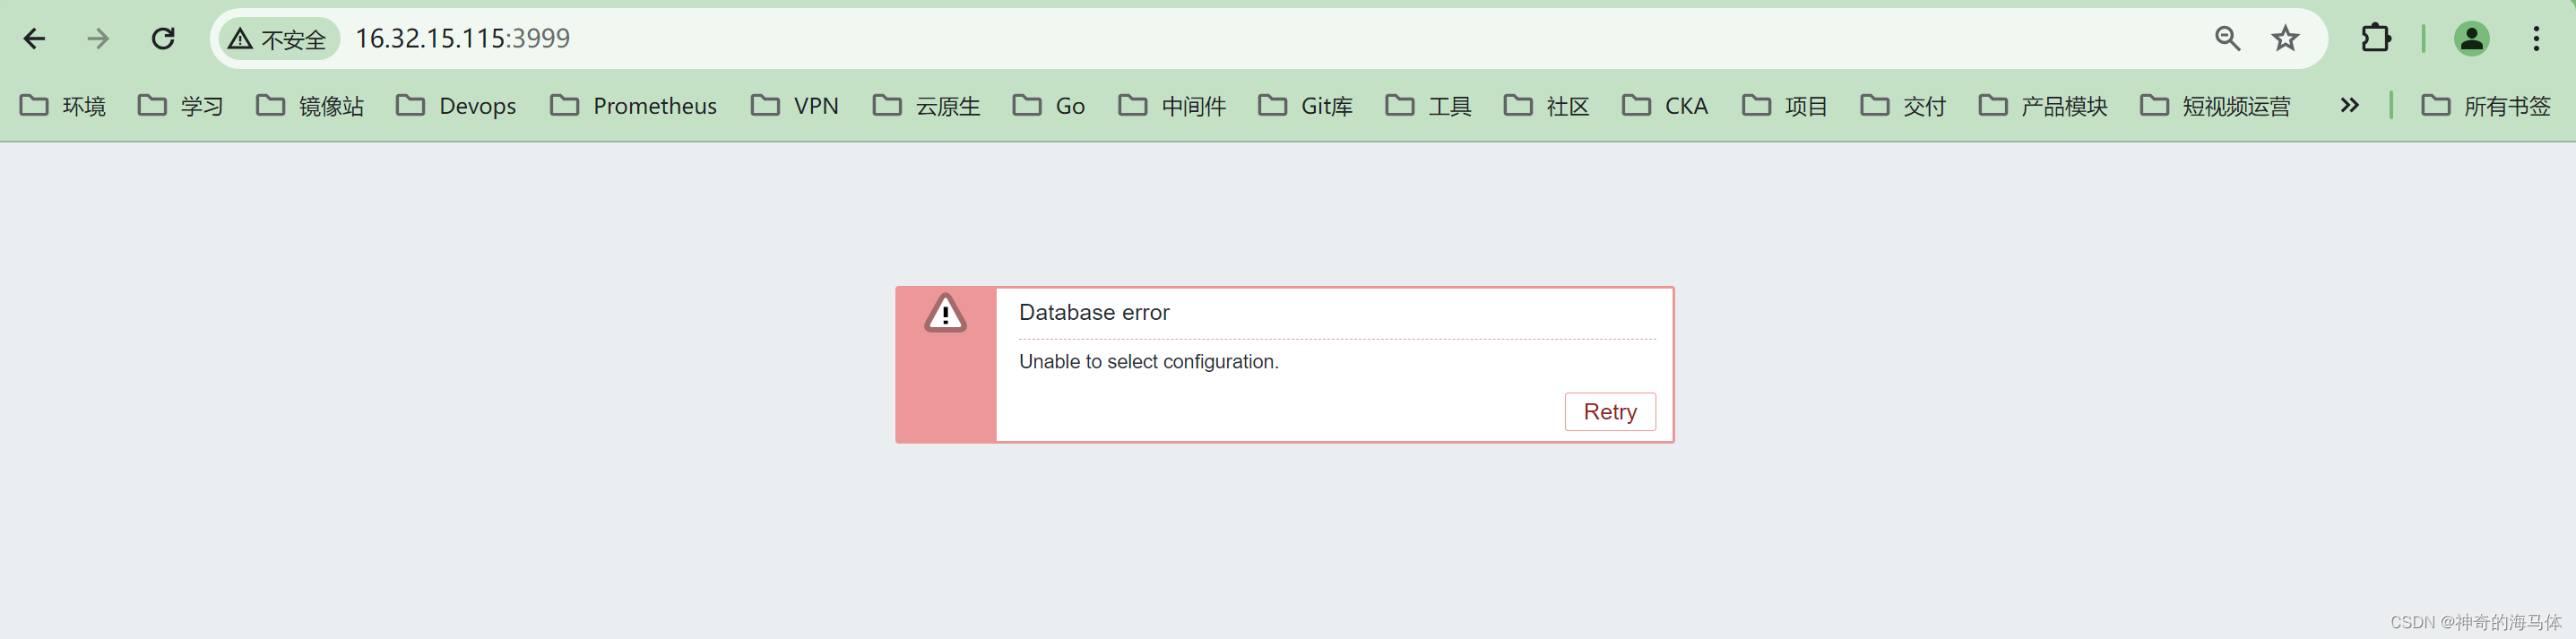 不安全 16.32.15.115:3999
环境 学习 镜像站 Devops Prometheus VPN 云原生 Go 中间件 Git库 工具 社区 CKA 项目 交付 产品模块 短视频运营 所有书签
Database error
Unable to select configuration.
Retry
CSDN @神奇的海马体